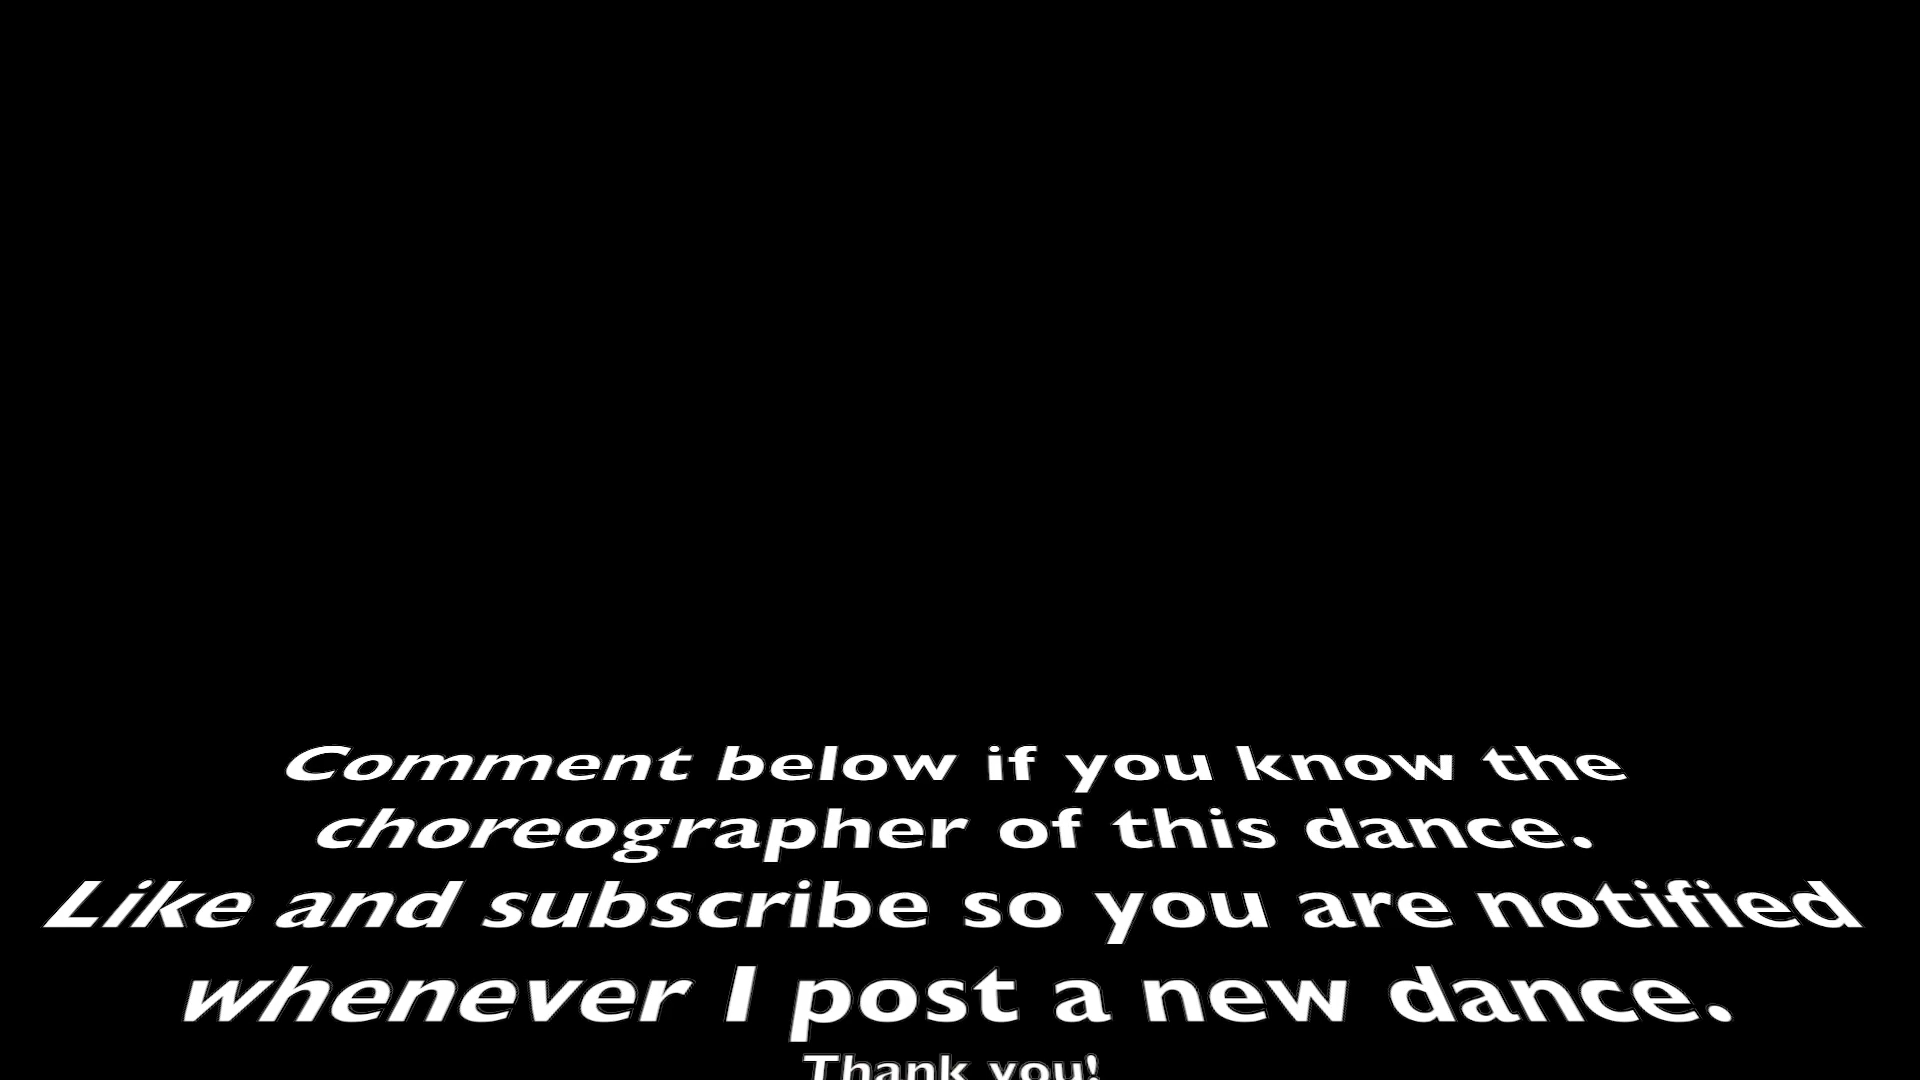 Comment below if you know the
choreographer of this dance.
Like and subscribe so you are notified
whenever I post a new dance.
Thank you!